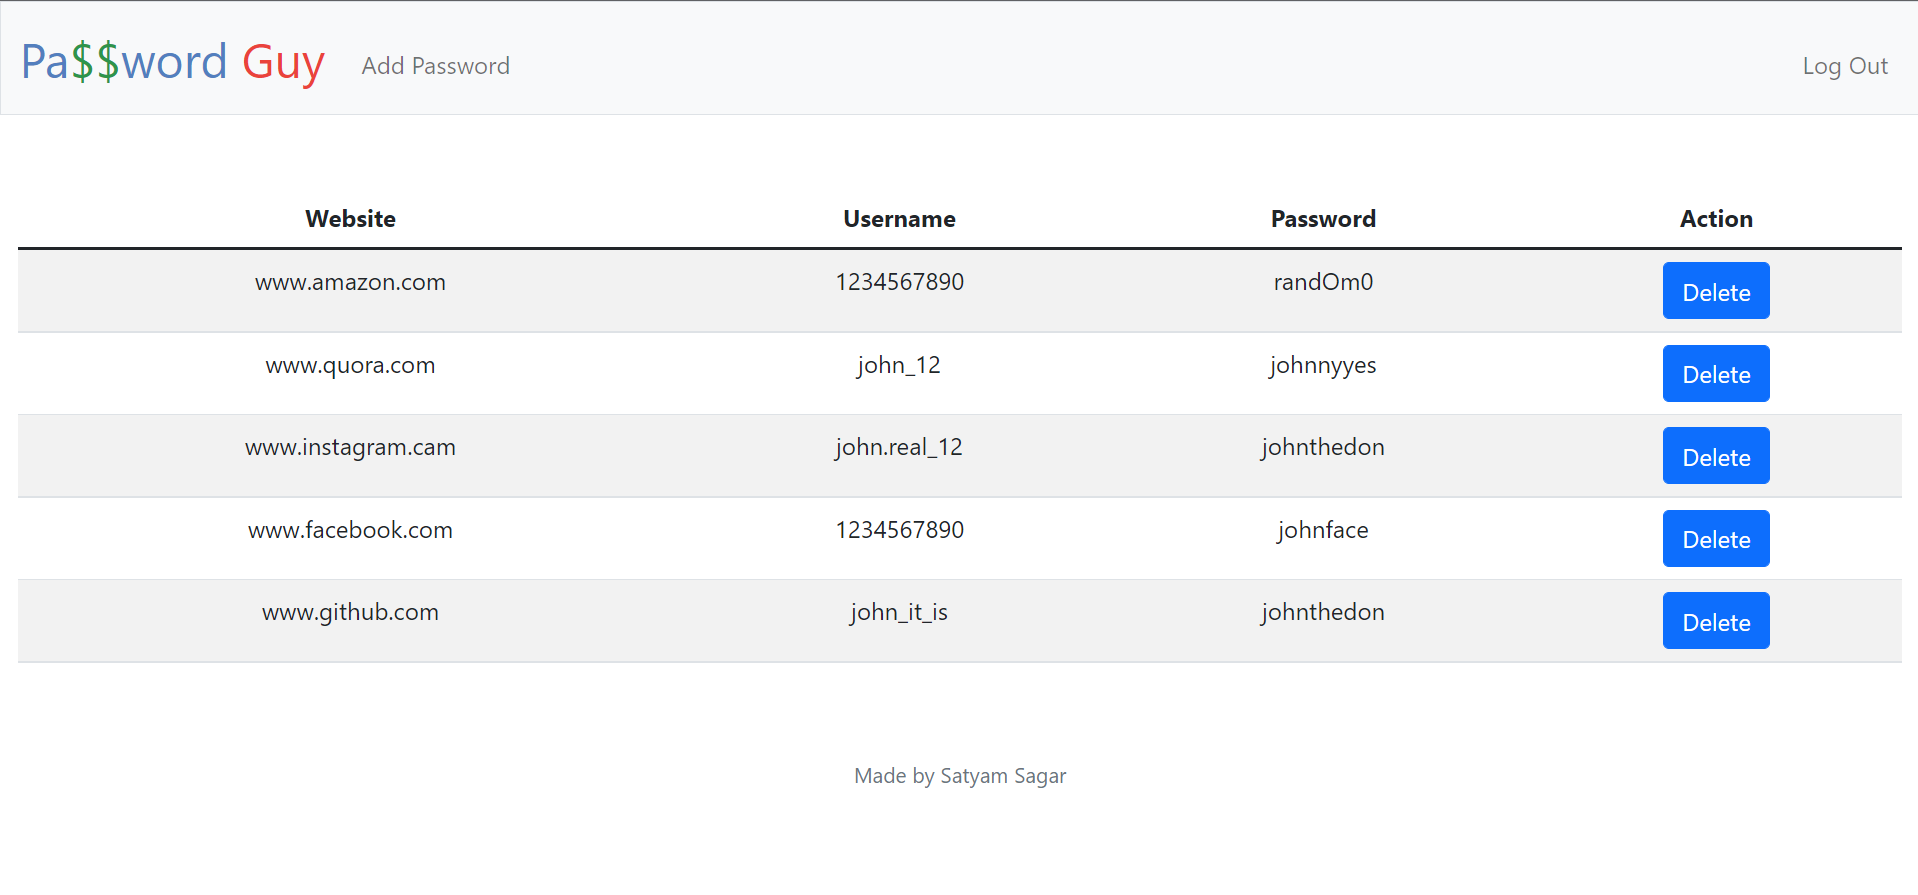 Pa$$word Guy Add Password Log Out
Website Username Password Action
www.amazon.com 1234567890 randOm0 Delete
www.quora.com john_12 johnnyyes Delete
www.instagram.cam john.real_12 johnthedon Delete
www.facebook.com 1234567890 johnface Delete
www.github.com john_it_is johnthedon Delete
Made by Satyam Sagar